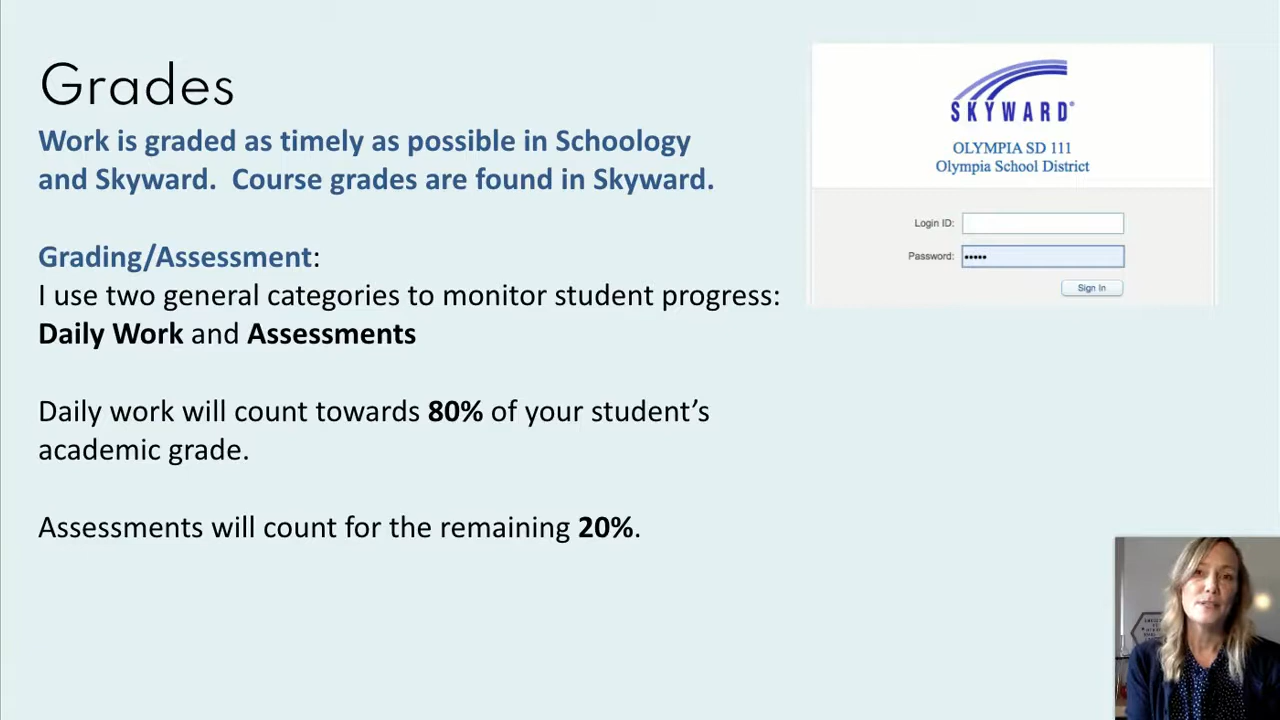 Grades
Work is graded as timely as possible in Schoology
and Skyward.  Course grades are found in Skyward.
Grading/Assessment:
I use two general categories to monitor student progress:
Daily Work and Assessments
Daily work will count towards 80% of your student’s
academic grade.
Assessments will count for the remaining 20%.
SKYWARD®
OLYMPIA SD 111
Olympia School District
Login ID:
Password: •••••
Sign In